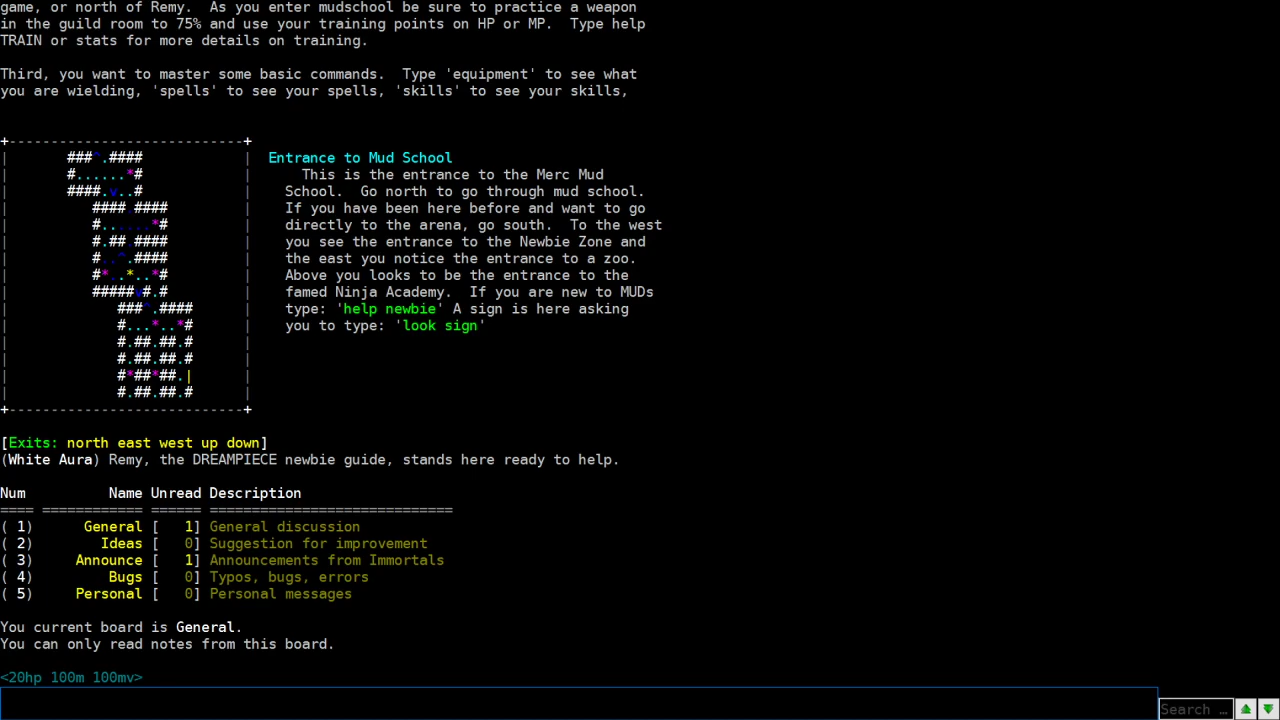 game, or north of Remy.  As you enter mudschool be sure to practice a weapon
in the guild room to 75% and use your training points on HP or MP.  Type help
TRAIN or stats for more details on training.
Third, you want to master some basic commands.  Type 'equipment' to see what
you are wielding, 'spells' to see your spells, 'skills' to see your skills,
+----------------------------+
|       ###^.####            |  Entrance to Mud School
|       #......*#            |      This is the entrance to the Merc Mud
|       ####.v..#            |    School.  Go north to go through mud school.
|          ####.####         |    If you have been here before and want to go
|          #......*#         |    directly to the arena, go south.  To the west
|          #.##.####         |    you see the entrance to the Newbie Zone and
|          #..^.####         |    the east you notice the entrance to a zoo.
|          #*..*..*#         |    Above you looks to be the entrance to the
|          #####v#.#         |    famed Ninja Academy.  If you are new to MUDs
|             ###^.####      |    type: 'help newbie' A sign is here asking
|             #...*..*#      |    you to type: 'look sign'
|             #.##.##.#      |
|             #.##.##.#      |
|             #*##*##.|      |
|             #.##.##.#      |
+----------------------------+
[Exits: north east west up down]
(White Aura) Remy, the DREAMPIECE newbie guide, stands here ready to help.
Num          Name Unread Description
==== ============ ====== =============================
( 1)      General [   1] General discussion
( 2)        Ideas [   0] Suggestion for improvement
( 3)     Announce [   1] Announcements from Immortals
( 4)         Bugs [   0] Typos, bugs, errors
( 5)     Personal [   0] Personal messages
You current board is General.
You can only read notes from this board.
<20hp 100m 100mv>
Search …